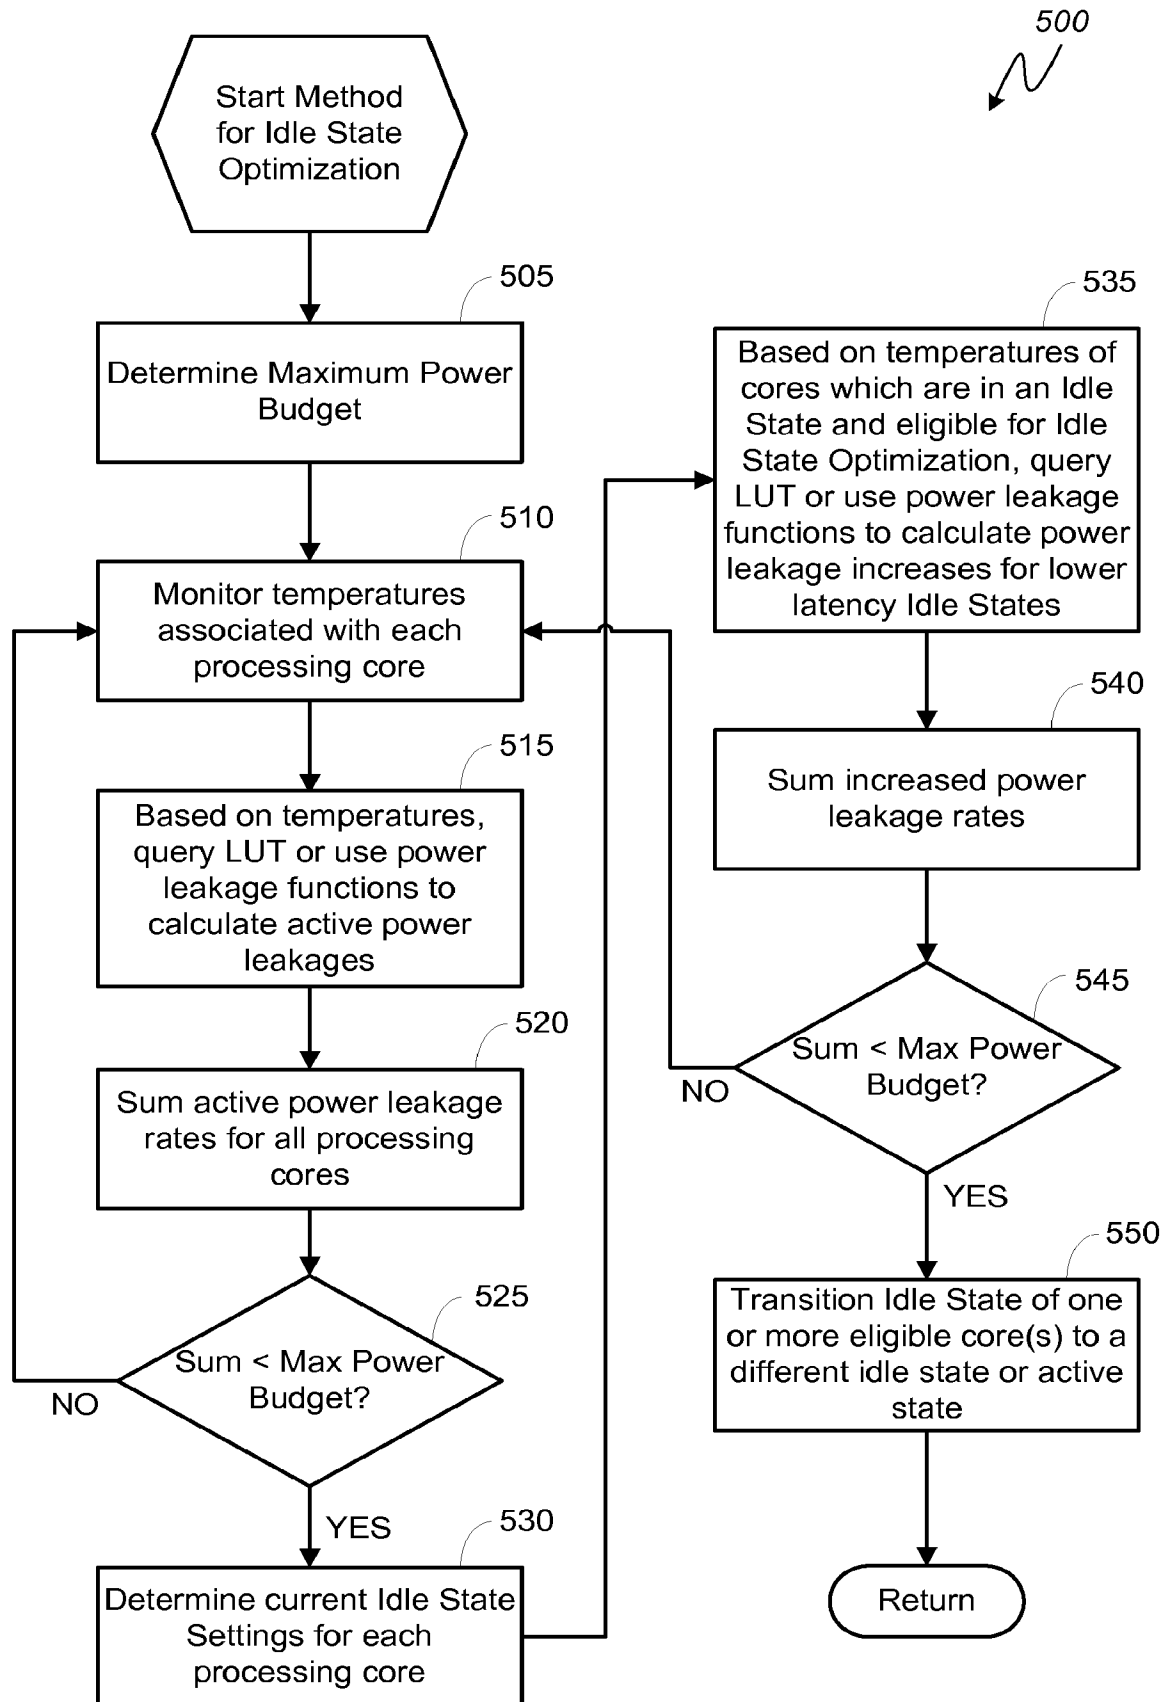 500
Start Method
for Idle State
Optimization
505
Determine Maximum Power
Budget
510
Monitor temperatures
associated with each
processing core
515
Based on temperatures,
query LUT or use power
leakage functions to
calculate active power
leakages
520
Sum active power leakage
rates for all processing
cores
525
Sum < Max Power
Budget?
NO
YES
530
Determine current Idle State
Settings for each
processing core
535
Based on temperatures of
cores which are in an Idle
State and eligible for Idle
State Optimization, query
LUT or use power leakage
functions to calculate power
leakage increases for lower
latency Idle States
540
Sum increased power
leakage rates
545
Sum < Max Power
Budget?
NO
YES
550
Transition Idle State of one
or more eligible core(s) to a
different idle state or active
state
Return